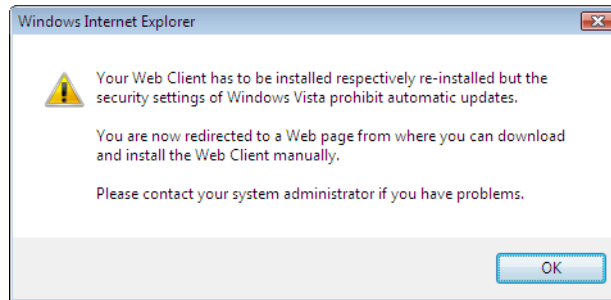 Windows Internet Explorer
Your Web Client has to be installed respectively re-installed but the
security settings of Windows Vista prohibit automatic updates.
You are now redirected to a Web page from where you can download
and install the Web Client manually.
Please contact your system administrator if you have problems.
OK